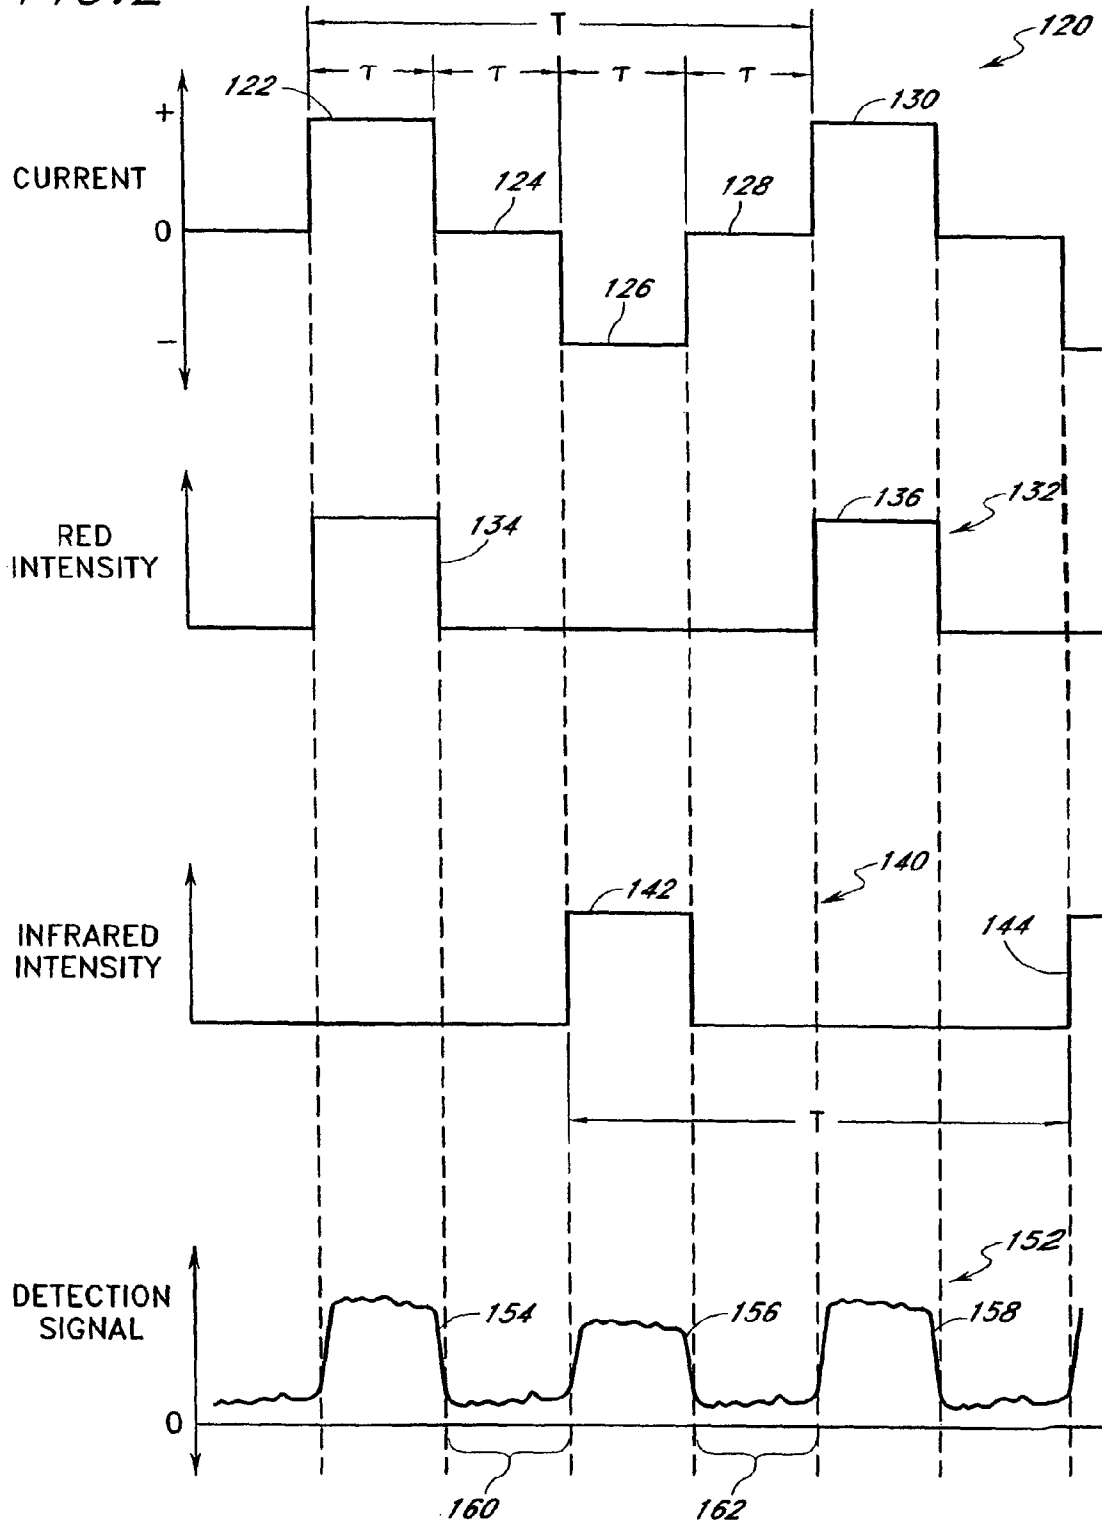 FIG. 2
T
120
τ τ τ τ
122
130
+
CURRENT
124
128
0
126
−
136
132
RED
INTENSITY
134
140
142
INFRARED
INTENSITY
144
T
152
DETECTION
SIGNAL
154
156
158
0
160
162